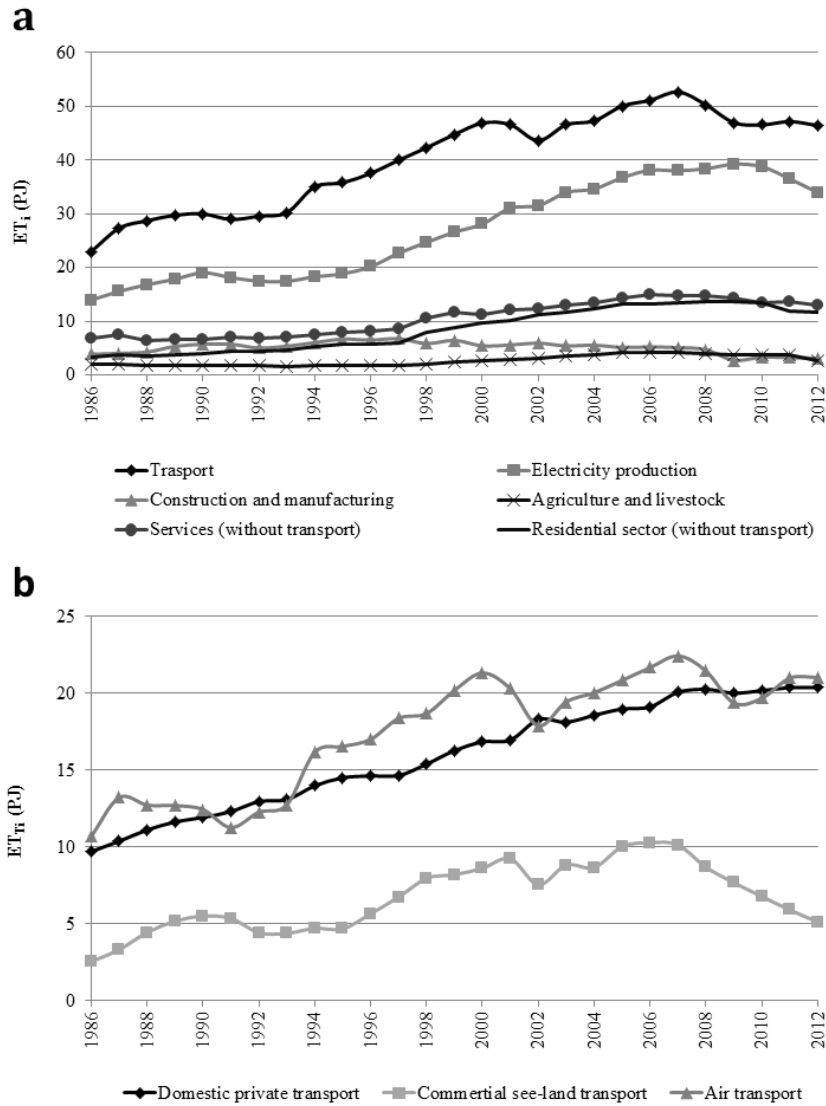 a
60
50
40
30
20
10
0
ETi (PJ)
1986 1988 1990 1992 1994 1996 1998 2000 2002 2004 2006 2008 2010 2012
Trasport Electricity production
Construction and manufacturing Agriculture and livestock
Services (without transport) Residential sector (without transport)
b
25
20
15
10
5
0
ETTi (PJ)
1986 1988 1990 1992 1994 1996 1998 2000 2002 2004 2006 2008 2010 2012
Domestic private transport Commertial see-land transport Air transport